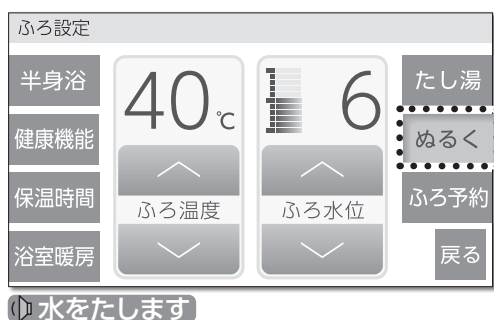 ふろ設定
半身浴
健康機能
保温時間
浴室暖房
40℃
ふろ温度
6
ふろ水位
たし湯
ぬるく
ふろ予約
戻る
水をたします